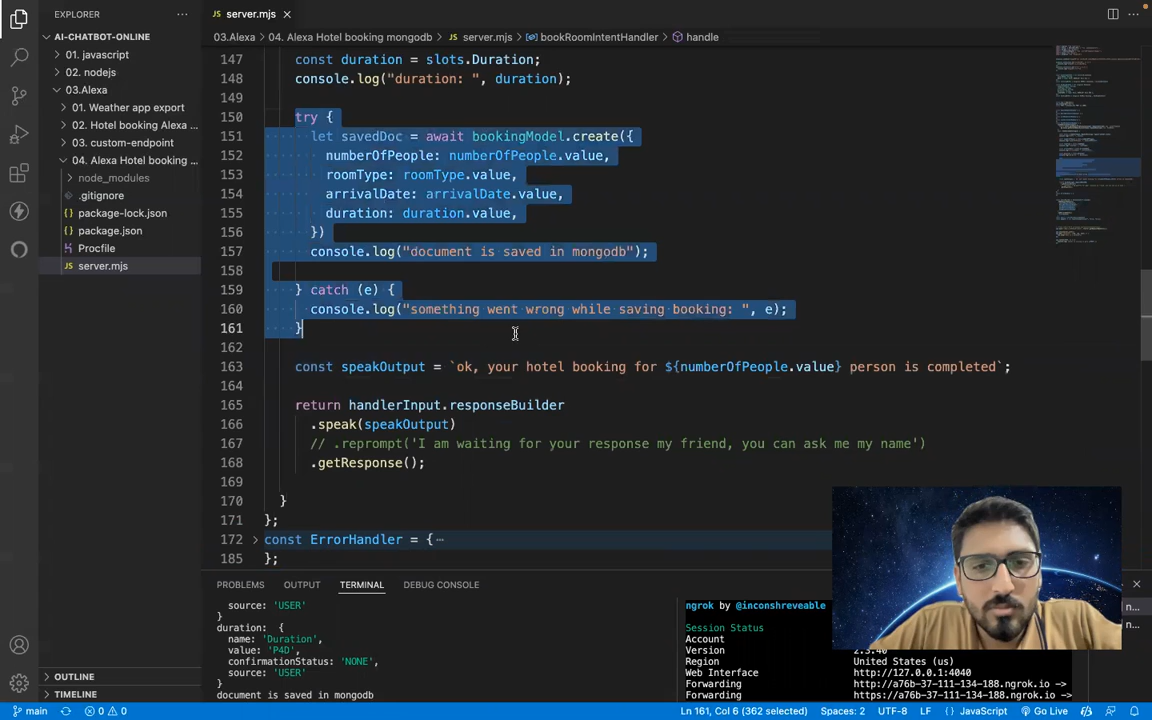 EXPLORER
···
server.mjs
AI-CHATBOT-ONLINE
03.Alexa > 04. Alexa Hotel booking mongodb > server.mjs > bookRoomIntentHandler > handle
01. javascript
02. nodejs
03.Alexa
01. Weather app export
02. Hotel booking Alexa ...
03. custom-endpoint
04. Alexa Hotel booking ...
node_modules
.gitignore
package-lock.json
package.json
Procfile
server.mjs
147 const duration = slots.Duration;
148 console.log("duration: ", duration);
149
150 try {
151 let savedDoc = await bookingModel.create({
152 numberOfPeople: numberOfPeople.value,
153 roomType: roomType.value,
154 arrivalDate: arrivalDate.value,
155 duration: duration.value,
156 })
157 console.log("document is saved in mongodb");
158
159 } catch (e) {
160 console.log("something went wrong while saving booking: ", e);
161 }
162
163 const speakOutput = `ok, your hotel booking for ${numberOfPeople.value} person is completed`;
164
165 return handlerInput.responseBuilder
166 .speak(speakOutput)
167 // .reprompt('I am waiting for your response my friend, you can ask me my name')
168 .getResponse();
169
170 }
171 };
172 const ErrorHandler = {···
185 };
PROBLEMS OUTPUT TERMINAL DEBUG CONSOLE
source: 'USER'
}
duration: {
name: 'Duration',
value: 'P4D',
confirmationStatus: 'NONE',
source: 'USER'
}
document is saved in mongodb
ngrok by @inconshreveable
Session Status
Account
Version 2.3.40
Region United States (us)
Web Interface http://127.0.0.1:4040
Forwarding http://a76b-37-111-134-188.ngrok.io ->
Forwarding https://a76b-37-111-134-188.ngrok.io ->
n...
n...
OUTLINE
TIMELINE
main 0 0 Ln 161, Col 6 (362 selected) Spaces: 2 UTF-8 LF {} JavaScript Go Live